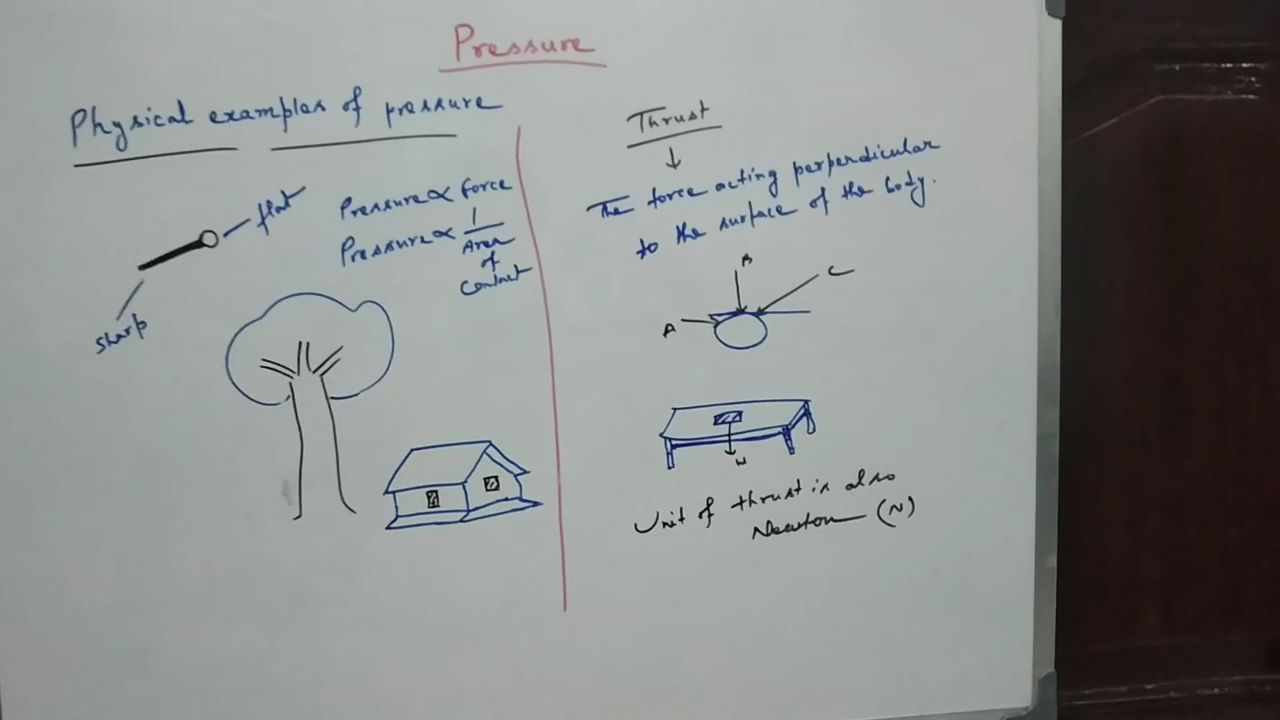 Pressure
Physical examples of pressure
flat
sharp
Pressure ∝ Force
Pressure ∝ 1
Area
of
Contact
Thrust
The force acting perpendicular
to the surface of the body.
B
C
A
W
Unit of thrust is also
Newton (N)